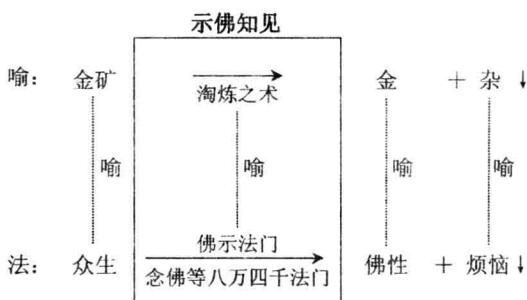 示佛知见
喻： 金矿 淘炼之术 金 + 杂↓
喻 喻 喻 喻
佛示法门
法： 众生 佛性 + 烦恼↓
念佛等八万四千法门